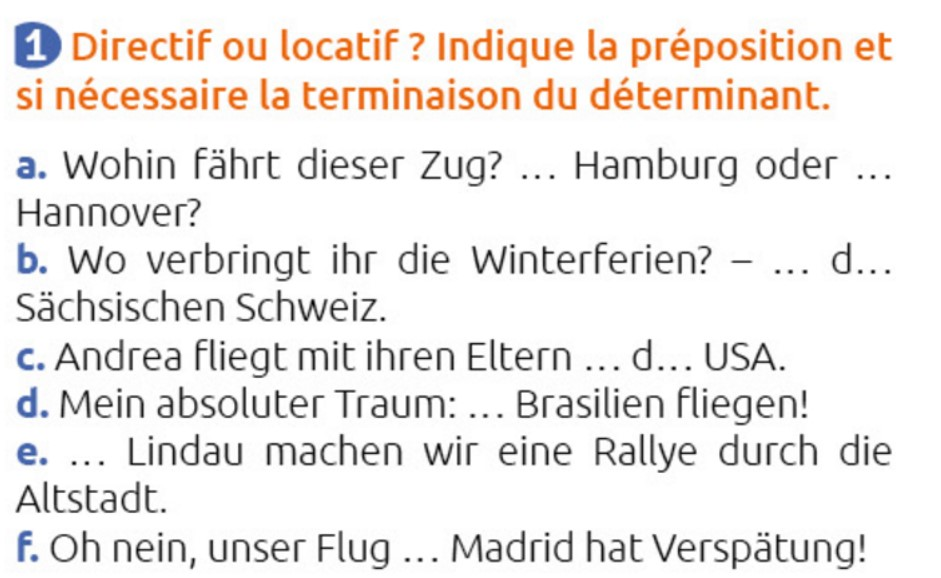 1 Directif ou locatif ? Indique la préposition et
si nécessaire la terminaison du déterminant.
a. Wohin fährt dieser Zug? ... Hamburg oder ...
Hannover?
b. Wo verbringt ihr die Winterferien? – ... d...
Sächsischen Schweiz.
c. Andrea fliegt mit ihren Eltern ... d... USA.
d. Mein absoluter Traum: ... Brasilien fliegen!
e. ... Lindau machen wir eine Rallye durch die
Altstadt.
f. Oh nein, unser Flug ... Madrid hat Verspätung!